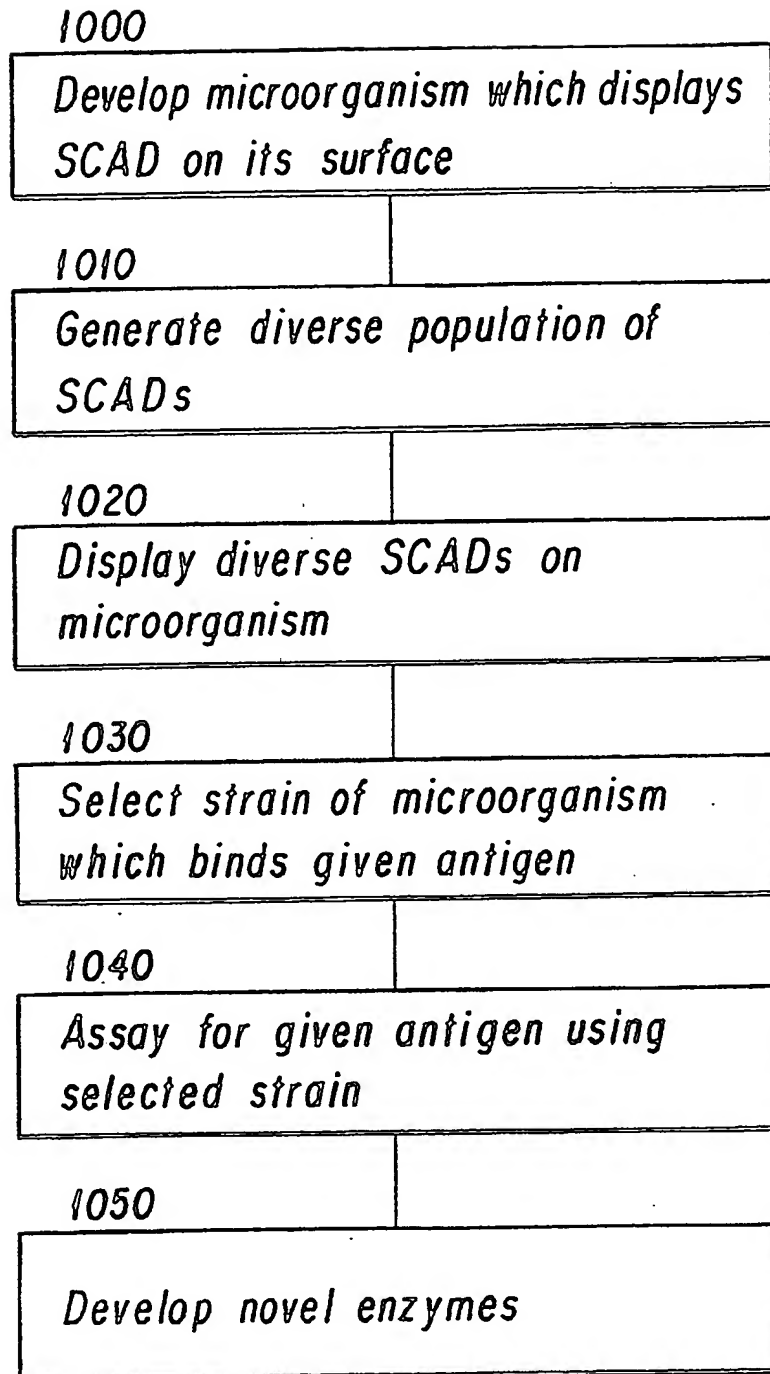 1000
Develop microorganism which displays
SCAD on its surface
1010
Generate diverse population of
SCADs
1020
Display diverse SCADs on
microorganism
1030
Select strain of microorganism
which binds given antigen
1040
Assay for given antigen using
selected strain
1050
Develop novel enzymes